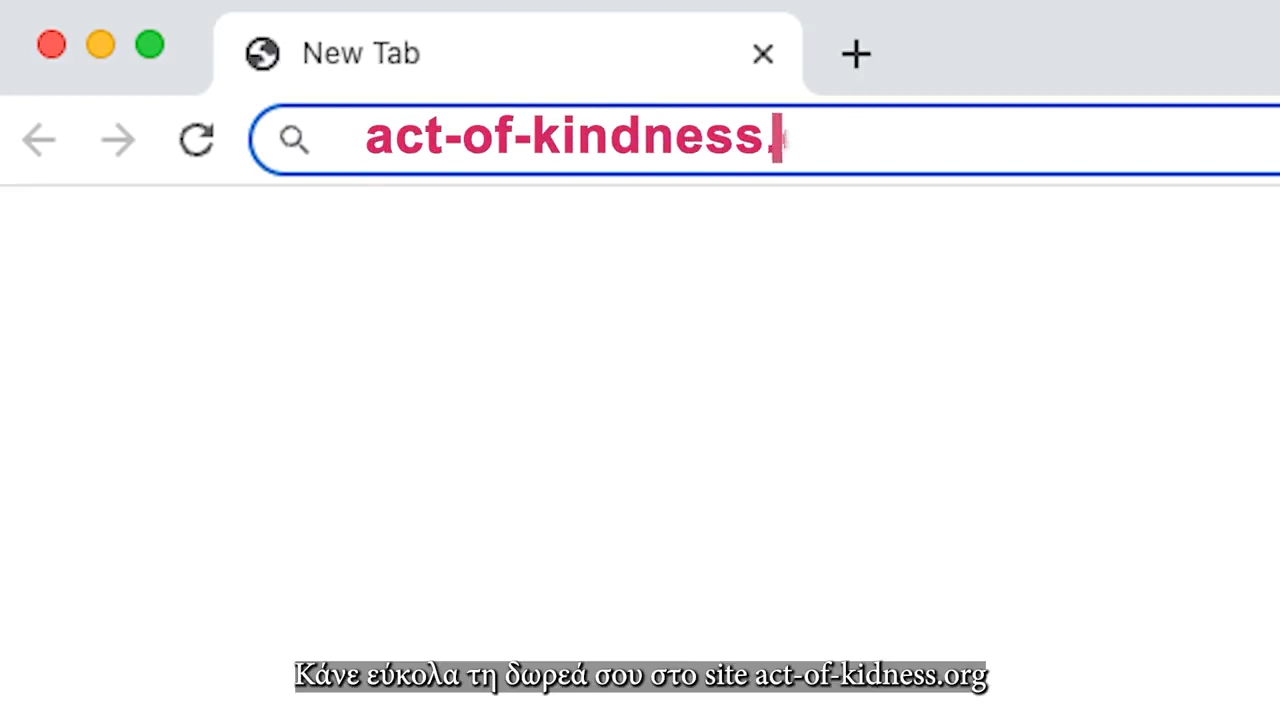 New Tab
act-of-kindness.
Κάνε εύκολα τη δωρεά σου στο site act-of-kidness.org